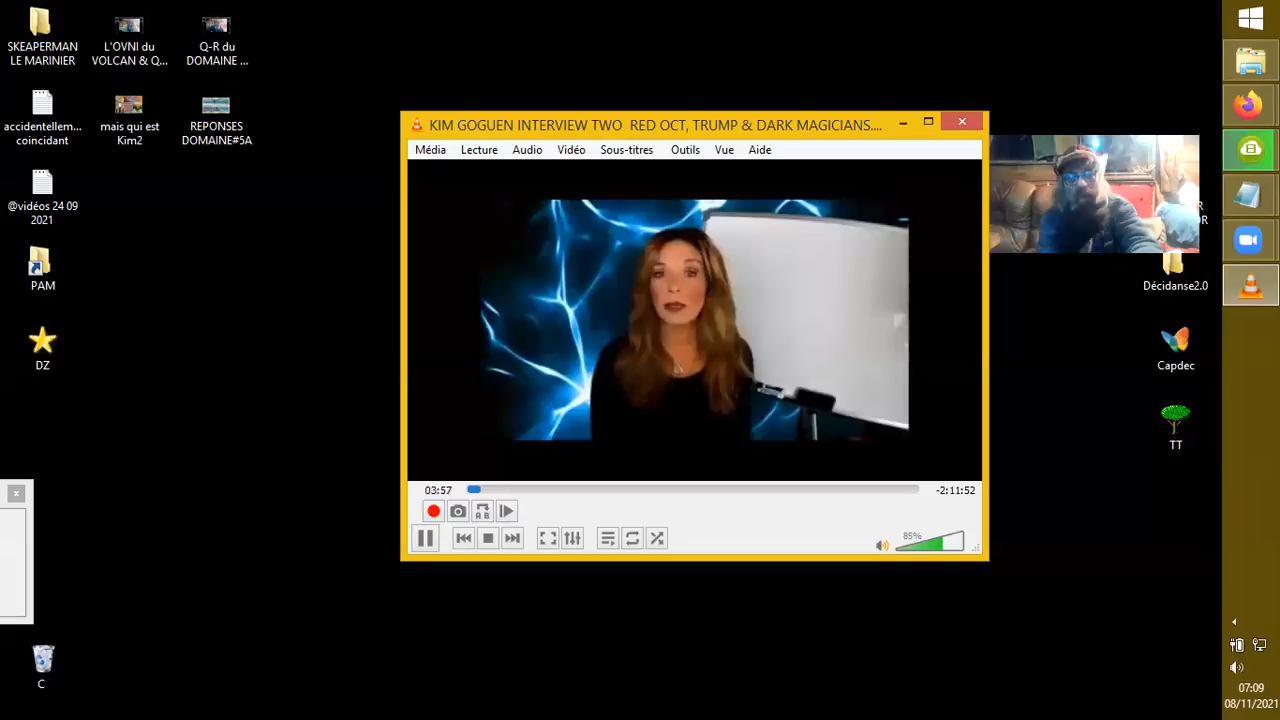 SKEAPERMAN
LE MARINIER
L'OVNI du
VOLCAN & Q...
Q-R du
DOMAINE ...
accidentellem...
coincidant
mais qui est
Kim2
REPONSES
DOMAINE#5A
@vidéos 24 09
2021
PAM
DZ
C
KIM GOGUEN INTERVIEW TWO RED OCT, TRUMP & DARK MAGICIANS....
Média Lecture Audio Vidéo Sous-titres Outils Vue Aide
03:57
-2:11:52
85%
Décidanse2.0
Capdec
TT
07:09
08/11/2021